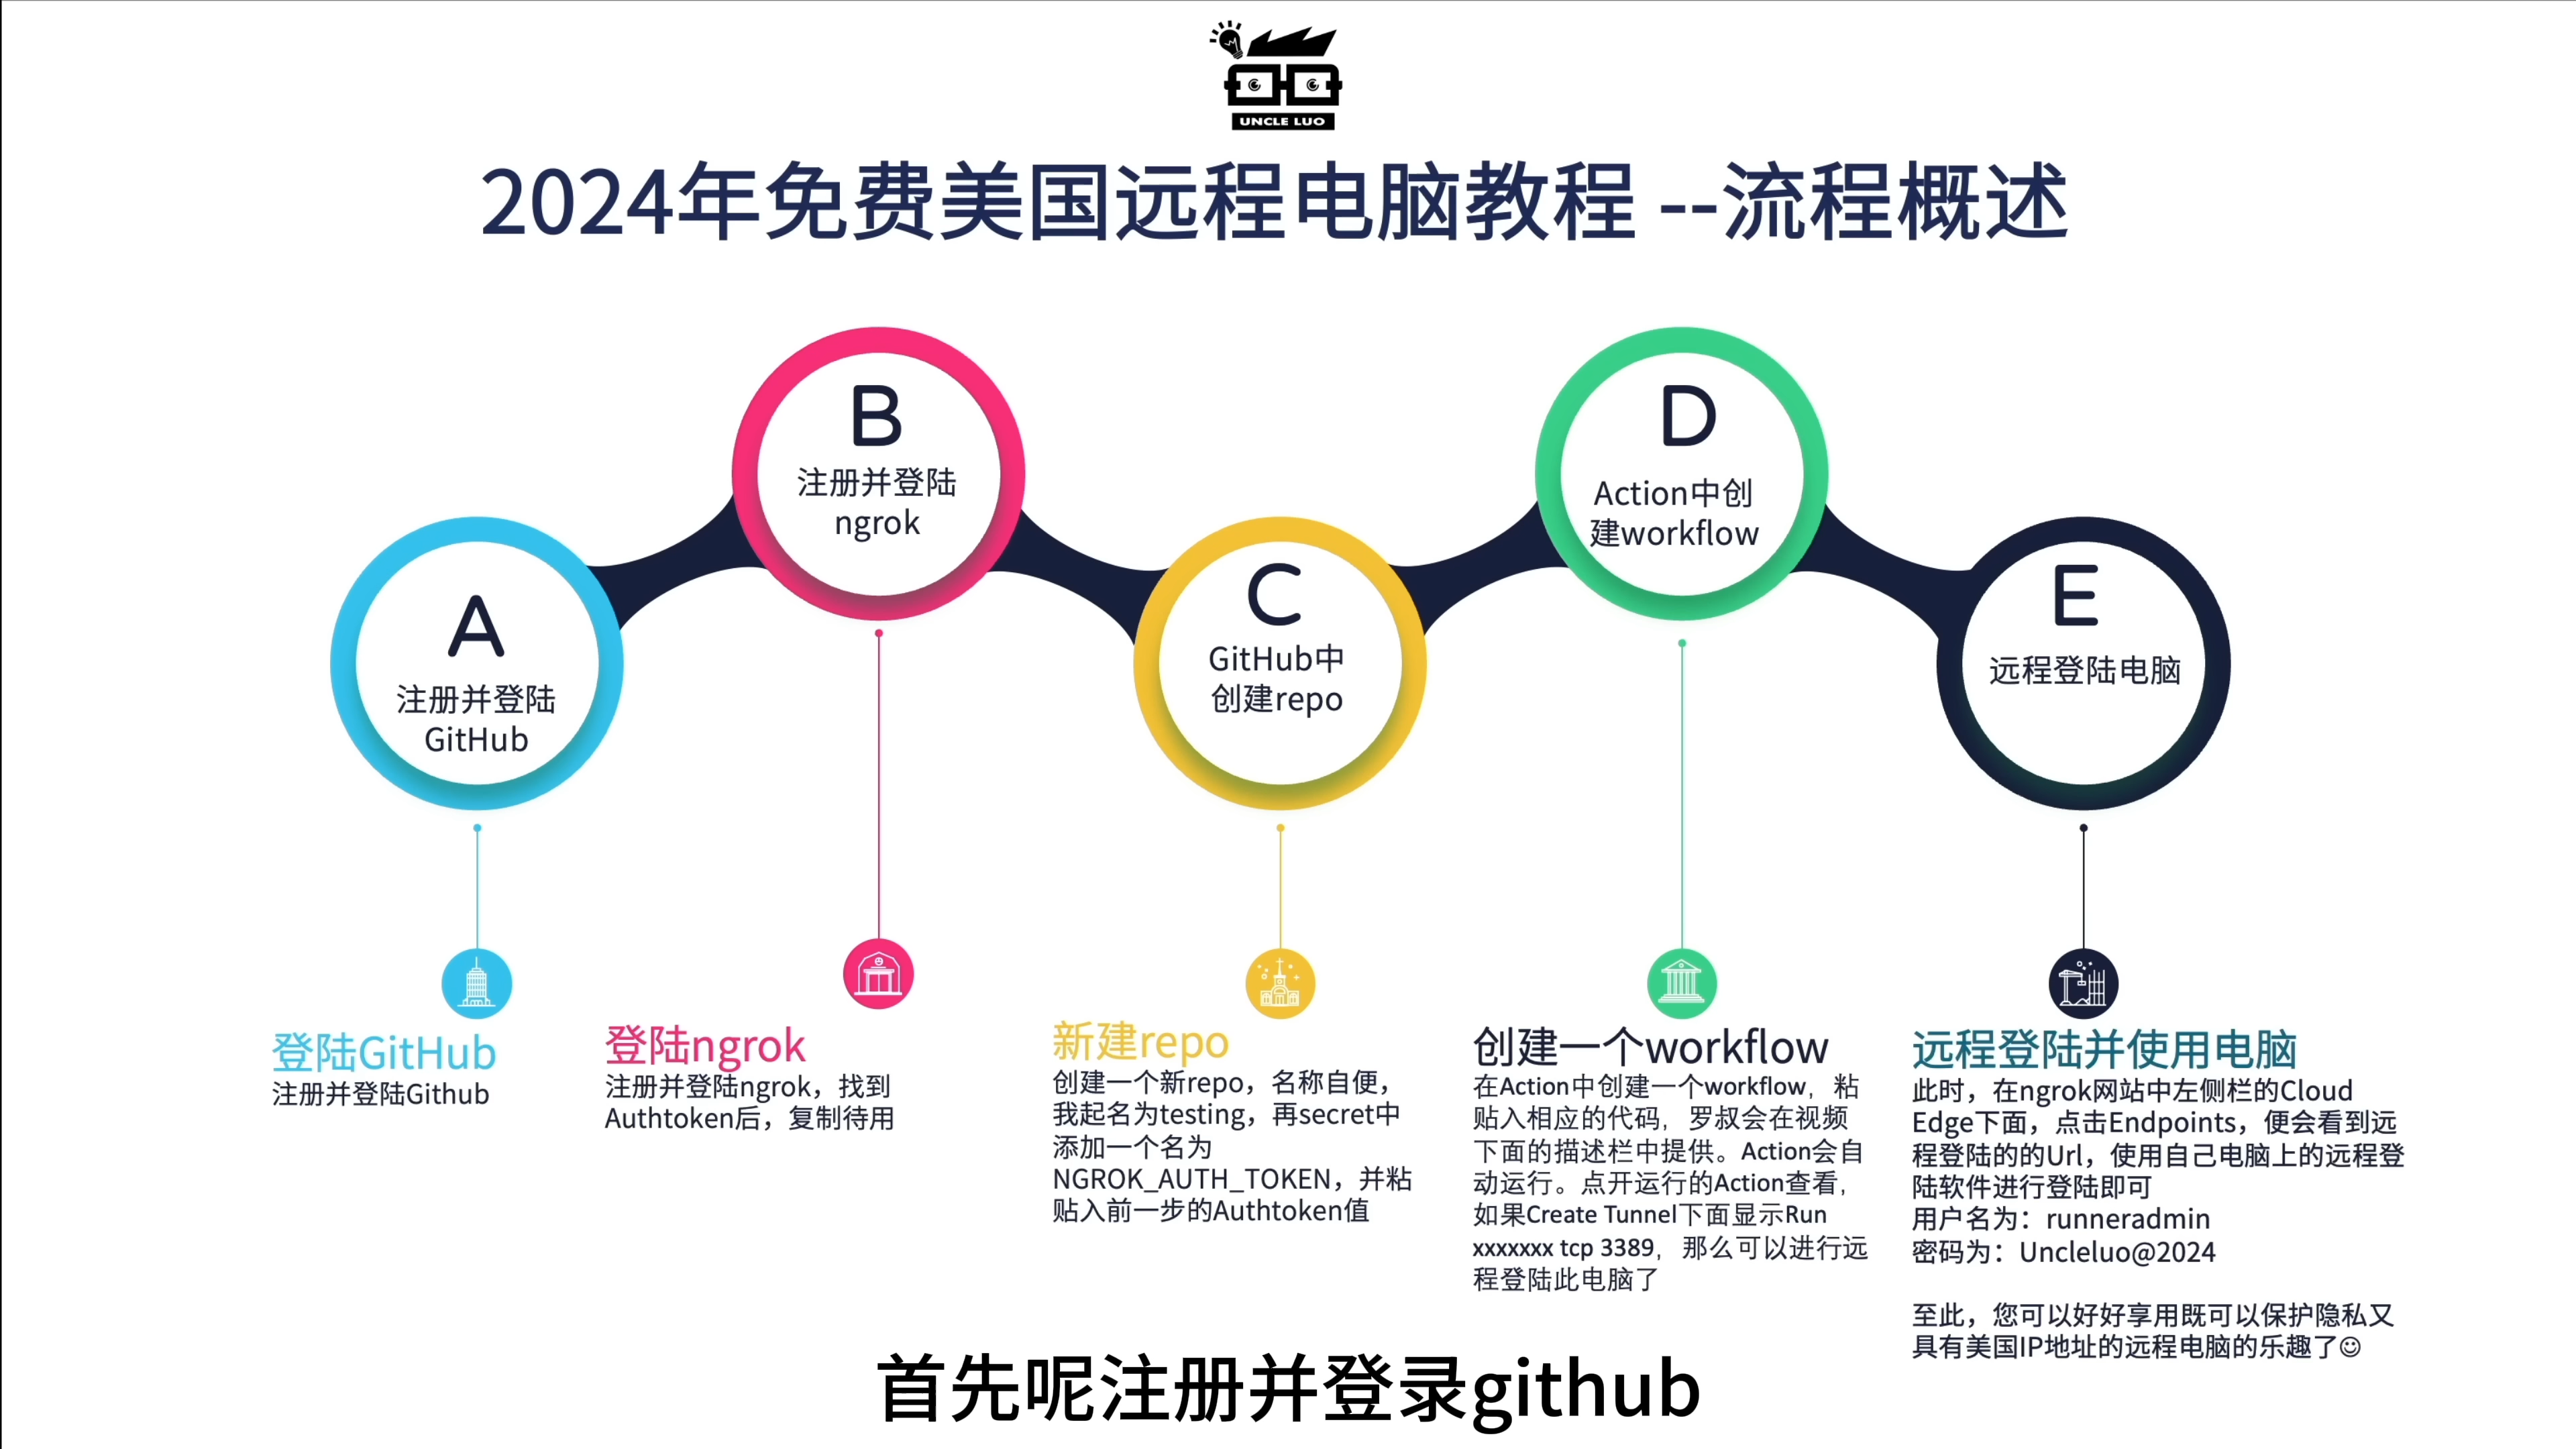 UNCLE LUO
2024年免费美国远程电脑教程 --流程概述
A
注册并登陆
GitHub
B
注册并登陆
ngrok
C
GitHub中
创建repo
D
Action中创
建workflow
E
远程登陆电脑
登陆GitHub
注册并登陆Github
登陆ngrok
注册并登陆ngrok，找到
Authtoken后，复制待用
新建repo
创建一个新repo，名称自便，
我起名为testing，再secret中
添加一个名为
NGROK_AUTH_TOKEN，并粘
贴入前一步的Authtoken值
创建一个workflow
在Action中创建一个workflow，粘
贴入相应的代码，罗叔会在视频
下面的描述栏中提供。Action会自
动运行。点开运行的Action查看，
如果Create Tunnel下面显示Run
xxxxxxx tcp 3389，那么可以进行远
程登陆此电脑了
远程登陆并使用电脑
此时，在ngrok网站中左侧栏的Cloud
Edge下面，点击Endpoints，便会看到远
程登陆的的Url，使用自己电脑上的远程登
陆软件进行登陆即可
用户名为：runneradmin
密码为：Uncleluo@2024
至此，您可以好好享用既可以保护隐私又
具有美国IP地址的远程电脑的乐趣了☺
首先呢注册并登录github